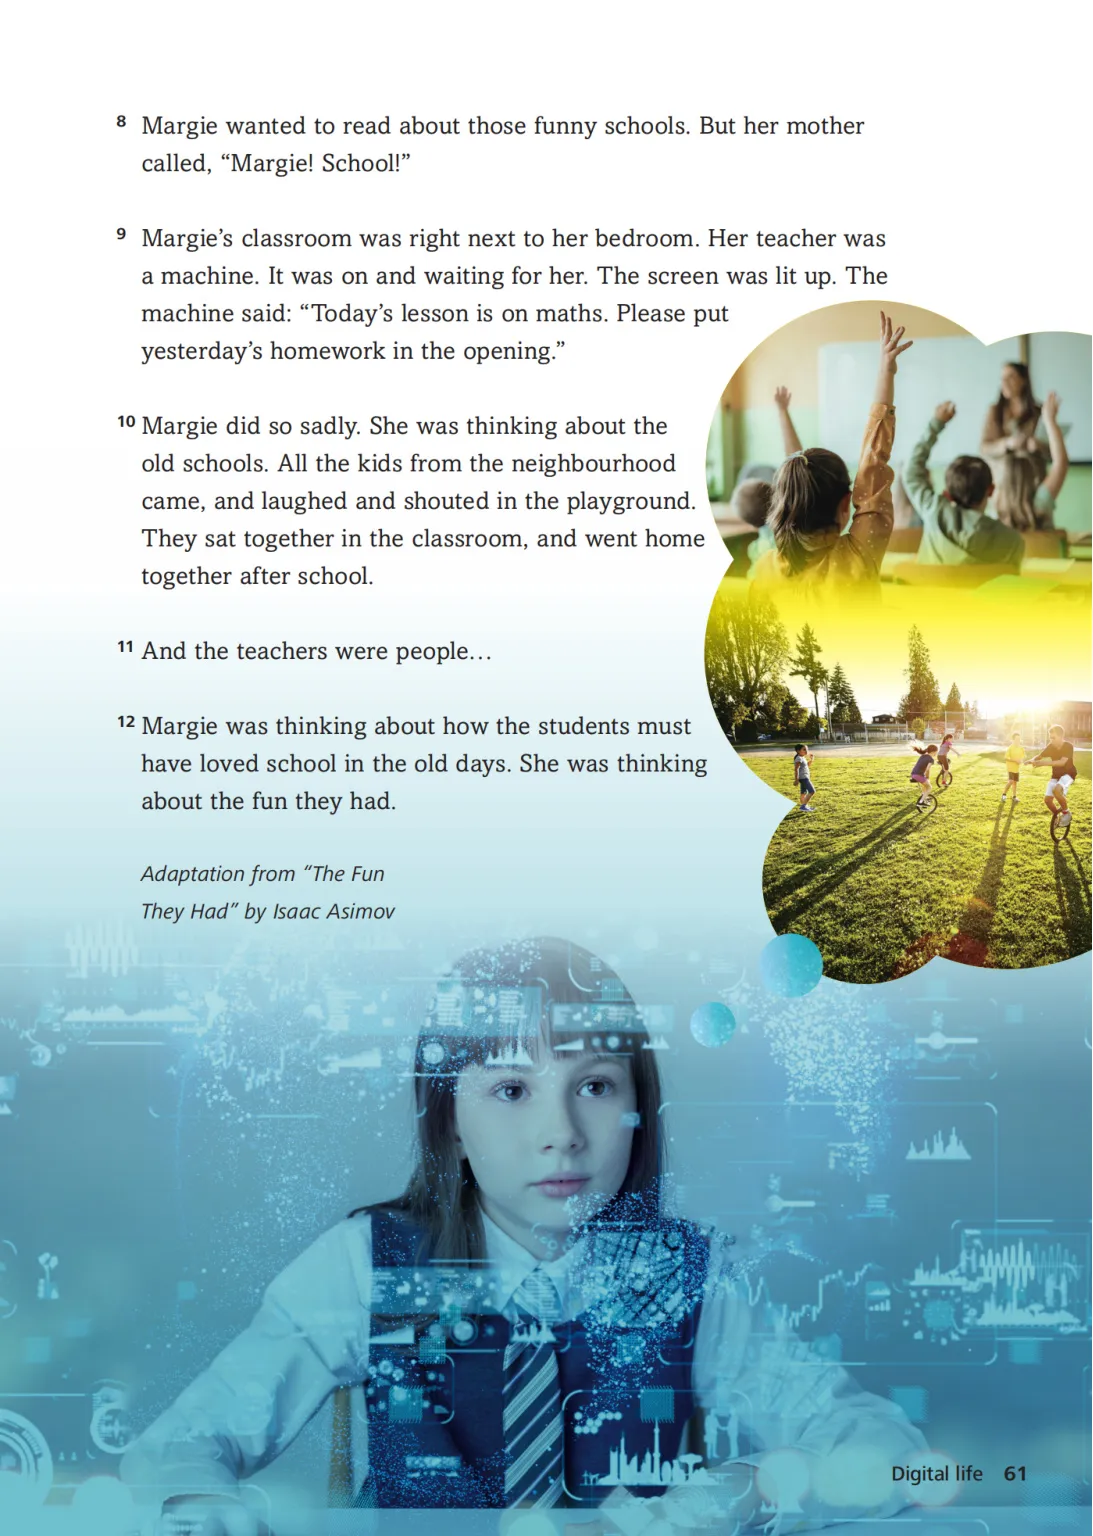 8 Margie wanted to read about those funny schools. But her mother
called, “Margie! School!”
9 Margie’s classroom was right next to her bedroom. Her teacher was
a machine. It was on and waiting for her. The screen was lit up. The
machine said: “Today’s lesson is on maths. Please put
yesterday’s homework in the opening.”
10 Margie did so sadly. She was thinking about the
old schools. All the kids from the neighbourhood
came, and laughed and shouted in the playground.
They sat together in the classroom, and went home
together after school.
11 And the teachers were people…
12 Margie was thinking about how the students must
have loved school in the old days. She was thinking
about the fun they had.
Adaptation from “The Fun
They Had” by Isaac Asimov
Digital life 61